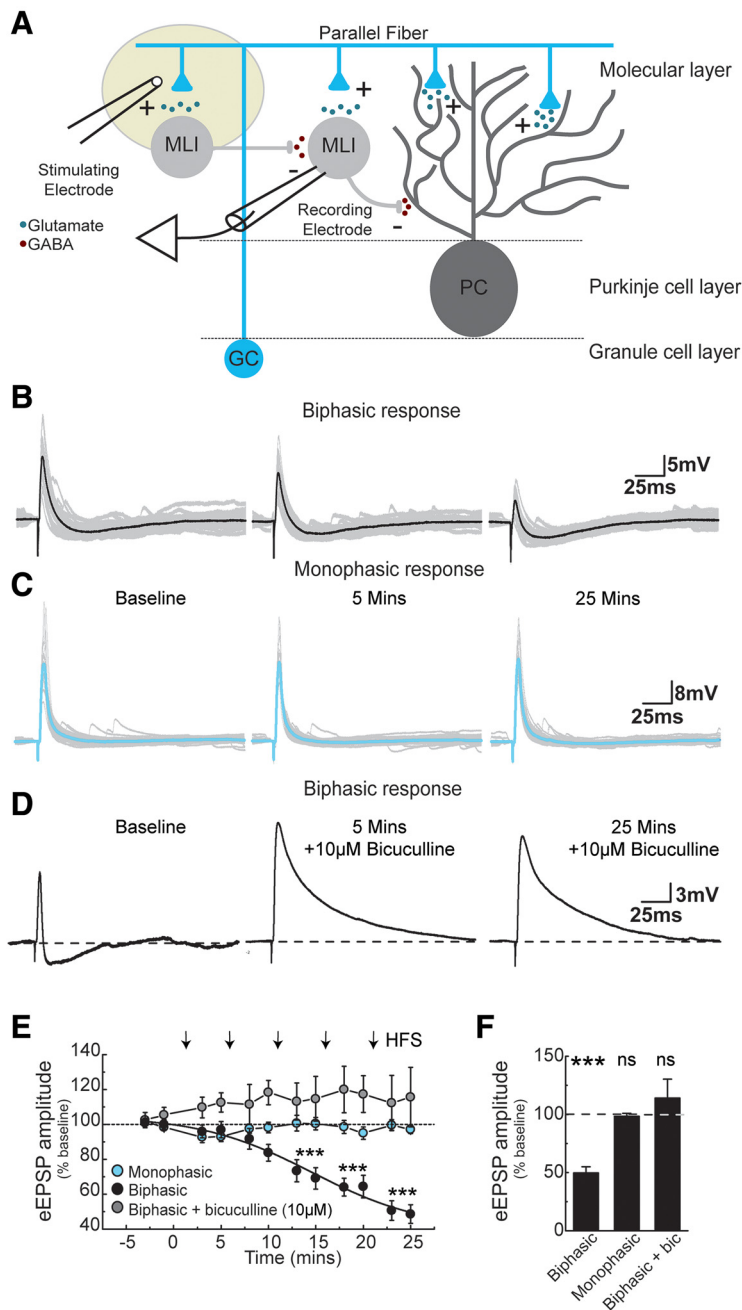 A
Parallel Fiber
Molecular layer
+
+
+
+
MLI
MLI
-
-
Stimulating
Electrode
Recording
Electrode
Glutamate
GABA
PC
Purkinje cell layer
GC
Granule cell layer
B
Biphasic response
5mV
25ms
C
Monophasic response
Baseline
5 Mins
25 Mins
8mV
25ms
D
Biphasic response
Baseline
5 Mins
+10µM Bicuculline
25 Mins
+10µM Bicuculline
3mV
25ms
E
HFS
140
120
100
80
60
40
eEPSP amplitude
(% baseline)
***
***
***
Monophasic
Biphasic
Biphasic + bicuculline (10µM)
-5
0
5
10
15
20
25
Time (mins)
F
***
ns
ns
150
100
50
0
eEPSP amplitude
(% baseline)
Biphasic
Monophasic
Biphasic + bic